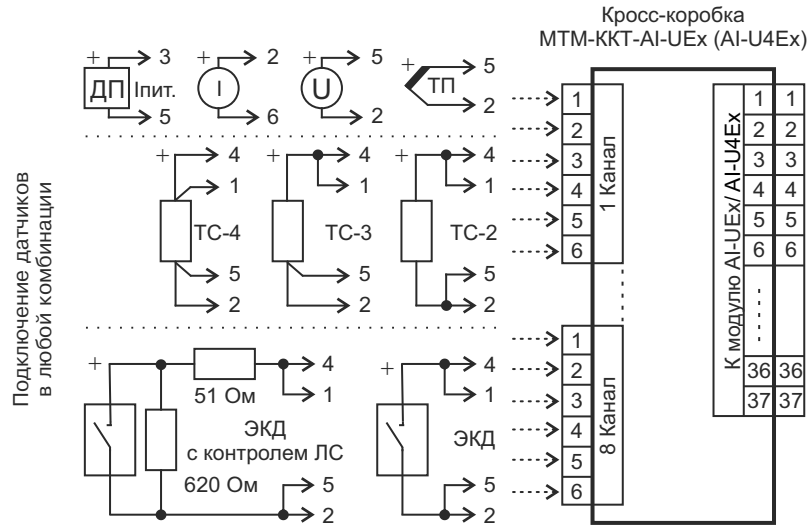 Кросс-коробка
МТМ-ККТ-AI-UEx (AI-U4Ex)
Подключение датчиков
в любой комбинации
+ 3 + 2 + 5 + 5
ДП Iпит. I U ТП
5 6 2 2
+ 4 + 4 + 4
1 1 1
ТС-4 ТС-3 ТС-2
5 5 5
2 2 2
+ 4 + 4
51 Ом 1 1
ЭКД
с контролем ЛС
ЭКД
620 Ом 5 5
2 2
1
2
3
4
5
6
1 Канал
1
2
3
4
5
6
8 Канал
К модулю AI-UEx/ AI-U4Ex
1 1
2 2
3 3
4 4
5 5
6 6
36 36
37 37